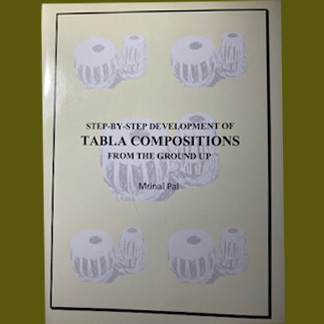 STEP-BY-STEP DEVELOPMENT OF
TABLA COMPOSITIONS
FROM THE GROUND UP
Mrinal Pal